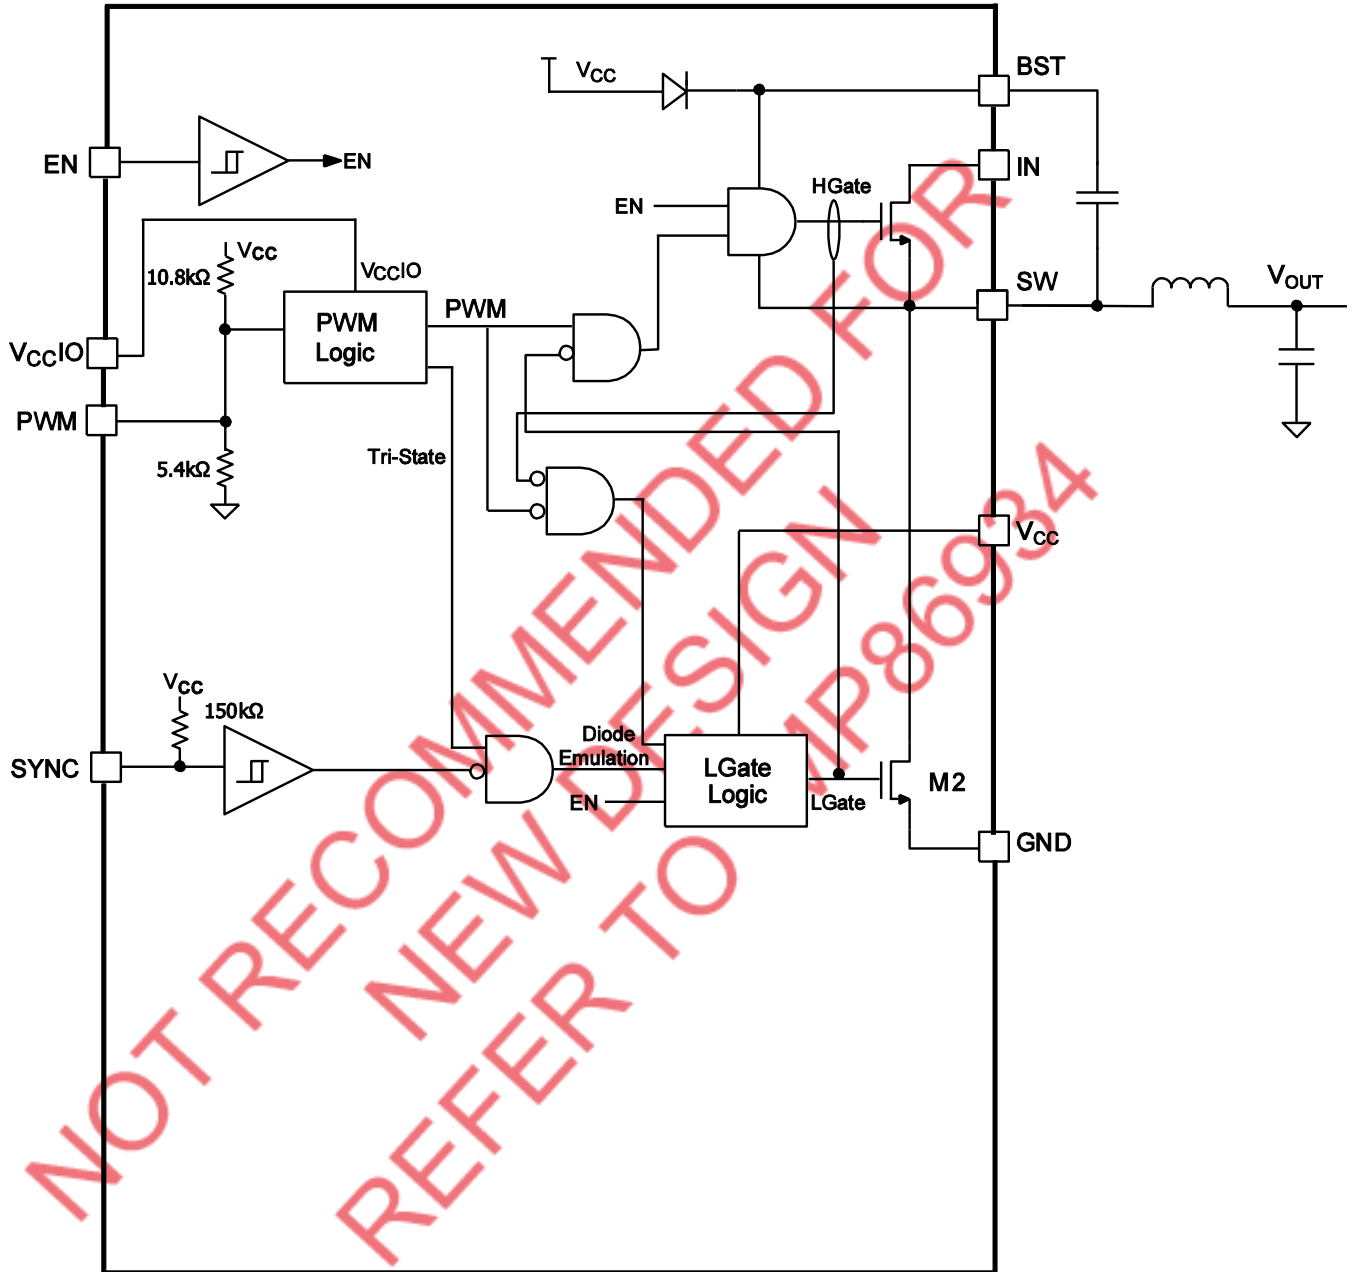 BST
VCC
IN
EN
EN
HGate
EN
VCC
10.8kΩ
VCCIO
SW
VOUT
PWM
PWM
Logic
VCCIO
PWM
5.4kΩ
Tri-State
VCC
VCC
150kΩ
SYNC
Diode
Emulation
EN
LGate
Logic
LGate
M2
GND
NOT RECOMMENDED FOR
NEW DESIGN
REFER TO MP86934